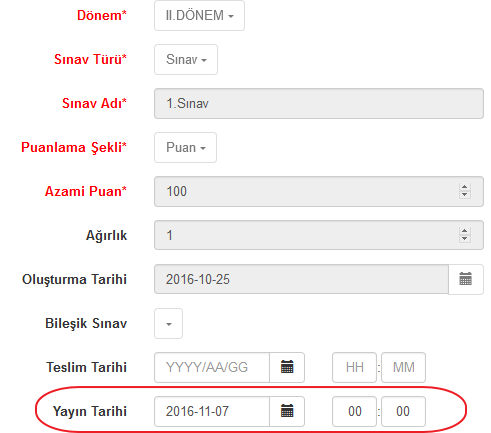 Dönem* II.DÖNEM
Sınav Türü* Sınav
Sınav Adı* 1.Sınav
Puanlama Şekli* Puan
Azami Puan* 100
Ağırlık 1
Oluşturma Tarihi 2016-10-25
Bileşik Sınav -
Teslim Tarihi YYYY/AA/GG HH : MM
Yayın Tarihi 2016-11-07 00 : 00